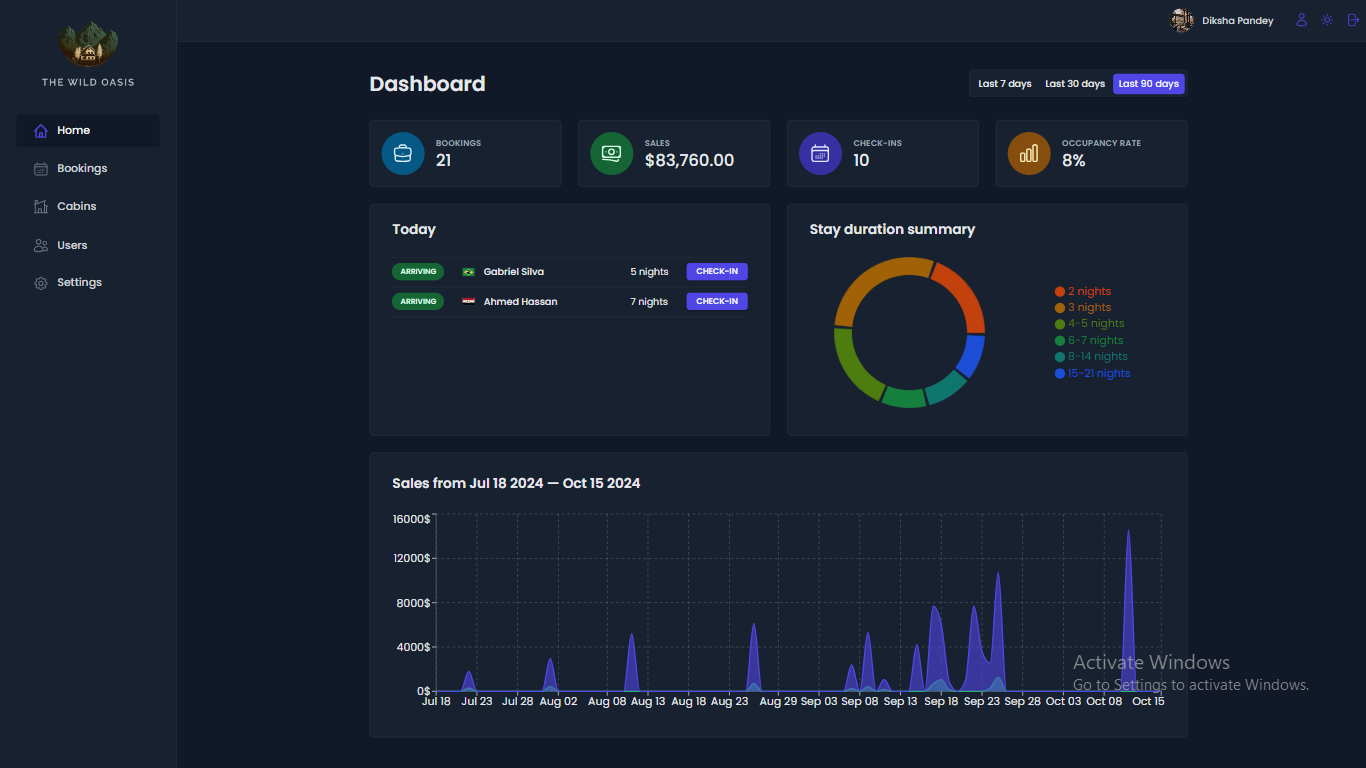 THE WILD OASIS
Home
Bookings
Cabins
Users
Settings
Diksha Pandey
Dashboard
Last 7 days Last 30 days Last 90 days
BOOKINGS
21
SALES
$83,760.00
CHECK-INS
10
OCCUPANCY RATE
8%
Today
ARRIVING Gabriel Silva 5 nights CHECK-IN
ARRIVING Ahmed Hassan 7 nights CHECK-IN
Stay duration summary
2 nights
3 nights
4-5 nights
6-7 nights
8-14 nights
15-21 nights
Sales from Jul 18 2024 — Oct 15 2024
16000$
12000$
8000$
4000$
0$
Jul 18 Jul 23 Jul 28 Aug 02 Aug 08 Aug 13 Aug 18 Aug 23 Aug 29 Sep 03 Sep 08 Sep 13 Sep 18 Sep 23 Sep 28 Oct 03 Oct 08 Oct 15
Activate Windows
Go to Settings to activate Windows.